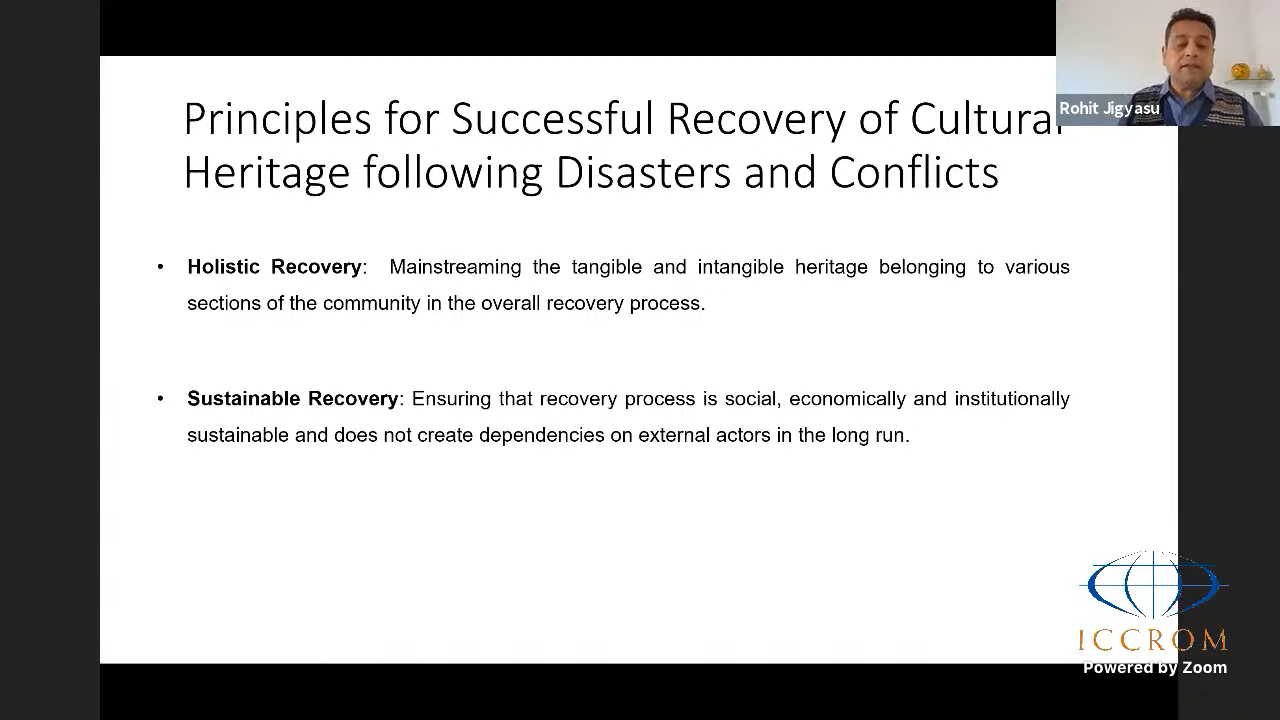 Principles for Successful Recovery of Cultural
Heritage following Disasters and Conflicts
Rohit Jigyasu
• Holistic Recovery: Mainstreaming the tangible and intangible heritage belonging to various
sections of the community in the overall recovery process.
• Sustainable Recovery: Ensuring that recovery process is social, economically and institutionally
sustainable and does not create dependencies on external actors in the long run.
ICCROM
Powered by Zoom